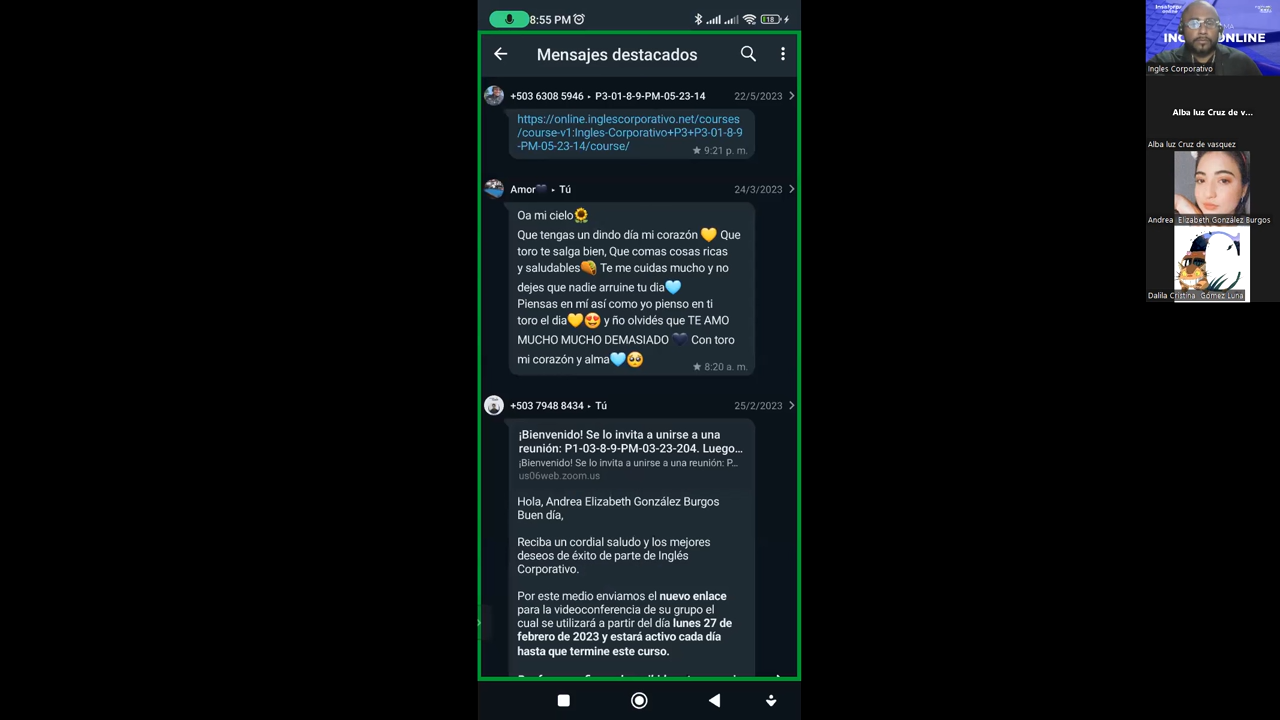 8:55 PM
18
Mensajes destacados
+503 6308 5946 ▸ P3-01-8-9-PM-05-23-14
22/5/2023
https://online.inglescorporativo.net/courses
/course-v1:Ingles-Corporativo+P3+P3-01-8-9
-PM-05-23-14/course/
★ 9:21 p. m.
Amor🖤 ▸ Tú
24/3/2023
Oa mi cielo🌻
Que tengas un dindo día mi corazón 💛 Que
toro te salga bien, Que comas cosas ricas
y saludables🌮 Te me cuidas mucho y no
dejes que nadie arruine tu dia🩵
Piensas en mí así como yo pienso en ti
toro el dia💛😍 y ño olvidés que TE AMO
MUCHO MUCHO DEMASIADO 🖤 Con toro
mi corazón y alma🩵🥺
★ 8:20 a. m.
+503 7948 8434 ▸ Tú
25/2/2023
¡Bienvenido! Se lo invita a unirse a una
reunión: P1-03-8-9-PM-03-23-204. Luego…
¡Bienvenido! Se lo invita a unirse a una reunión: P…
us06web.zoom.us
Hola, Andrea Elizabeth González Burgos
Buen día,
Reciba un cordial saludo y los mejores
deseos de éxito de parte de Inglés
Corporativo.
Por este medio enviamos el nuevo enlace
para la videoconferencia de su grupo el
cual se utilizará a partir del día lunes 27 de
febrero de 2023 y estará activo cada día
hasta que termine este curso.
Ingles Corporativo
Alba luz Cruz de v...
Alba luz Cruz de vasquez
Andrea Elizabeth González Burgos
Dalila Cristina Gómez Luna